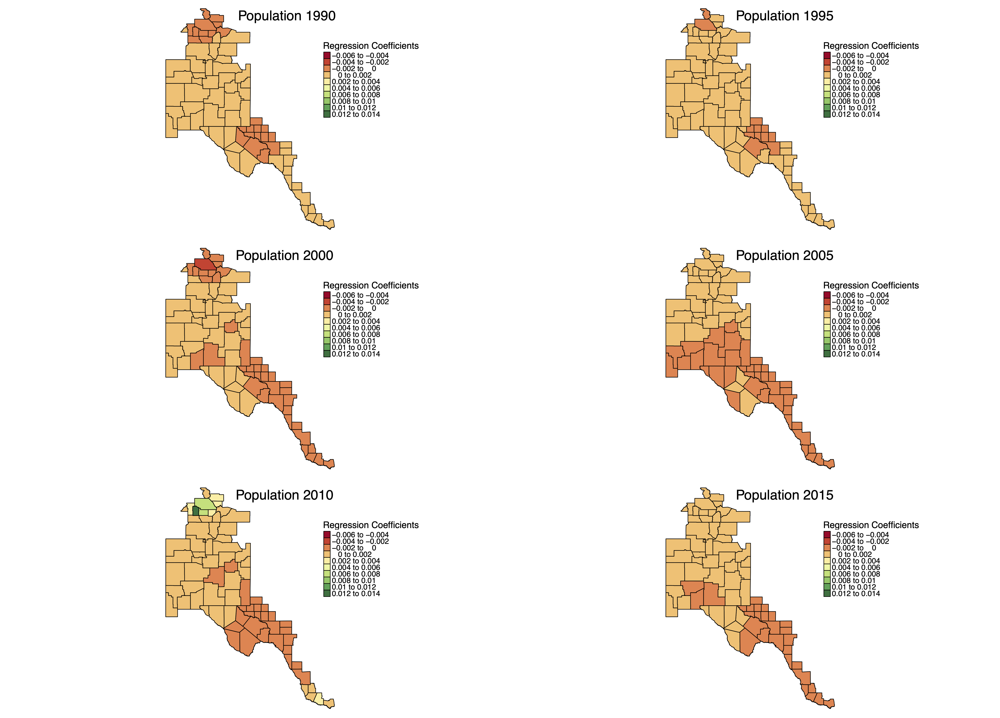 Population 1990
Regression Coefficients
−0.006 to −0.004
−0.004 to −0.002
−0.002 to 0
0 to 0.002
0.002 to 0.004
0.004 to 0.006
0.006 to 0.008
0.008 to 0.01
0.01 to 0.012
0.012 to 0.014
Population 1995
Regression Coefficients
−0.006 to −0.004
−0.004 to −0.002
−0.002 to 0
0 to 0.002
0.002 to 0.004
0.004 to 0.006
0.006 to 0.008
0.008 to 0.01
0.01 to 0.012
0.012 to 0.014
Population 2000
Regression Coefficients
−0.006 to −0.004
−0.004 to −0.002
−0.002 to 0
0 to 0.002
0.002 to 0.004
0.004 to 0.006
0.006 to 0.008
0.008 to 0.01
0.01 to 0.012
0.012 to 0.014
Population 2005
Regression Coefficients
−0.006 to −0.004
−0.004 to −0.002
−0.002 to 0
0 to 0.002
0.002 to 0.004
0.004 to 0.006
0.006 to 0.008
0.008 to 0.01
0.01 to 0.012
0.012 to 0.014
Population 2010
Regression Coefficients
−0.006 to −0.004
−0.004 to −0.002
−0.002 to 0
0 to 0.002
0.002 to 0.004
0.004 to 0.006
0.006 to 0.008
0.008 to 0.01
0.01 to 0.012
0.012 to 0.014
Population 2015
Regression Coefficients
−0.006 to −0.004
−0.004 to −0.002
−0.002 to 0
0 to 0.002
0.002 to 0.004
0.004 to 0.006
0.006 to 0.008
0.008 to 0.01
0.01 to 0.012
0.012 to 0.014